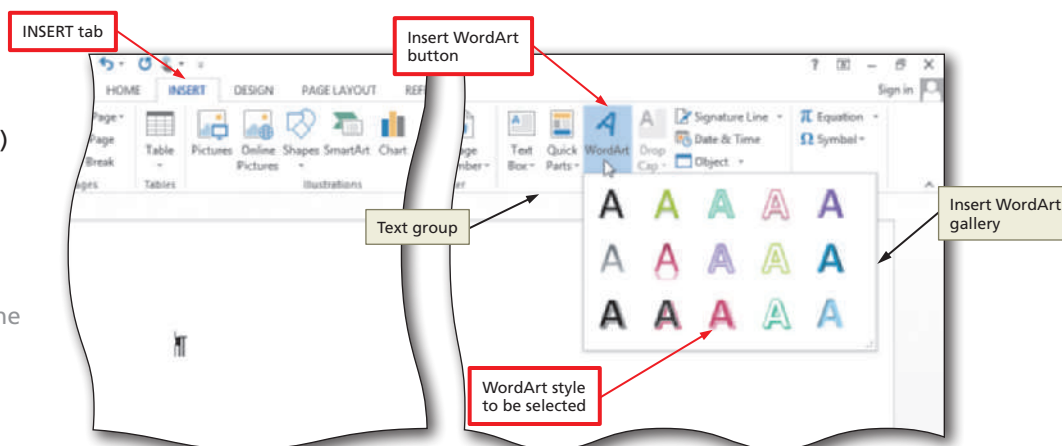 INSERT tab
Insert WordArt
button
? 
HOME INSERT DESIGN PAGE LAYOUT REF
Sign in
Page
Page
Break
Table
Pictures Online
Pictures
Shapes SmartArt Chart
Text
Box
Quick
Parts
WordArt
Drop
Cap
Signature Line
Date & Time
Object
π Equation
Ω Symbol
Tables
Illustrations
)
Text group
A A A A A
A A A A A
A A A A A
Insert WordArt
gallery
ne
¶
WordArt style
to be selected